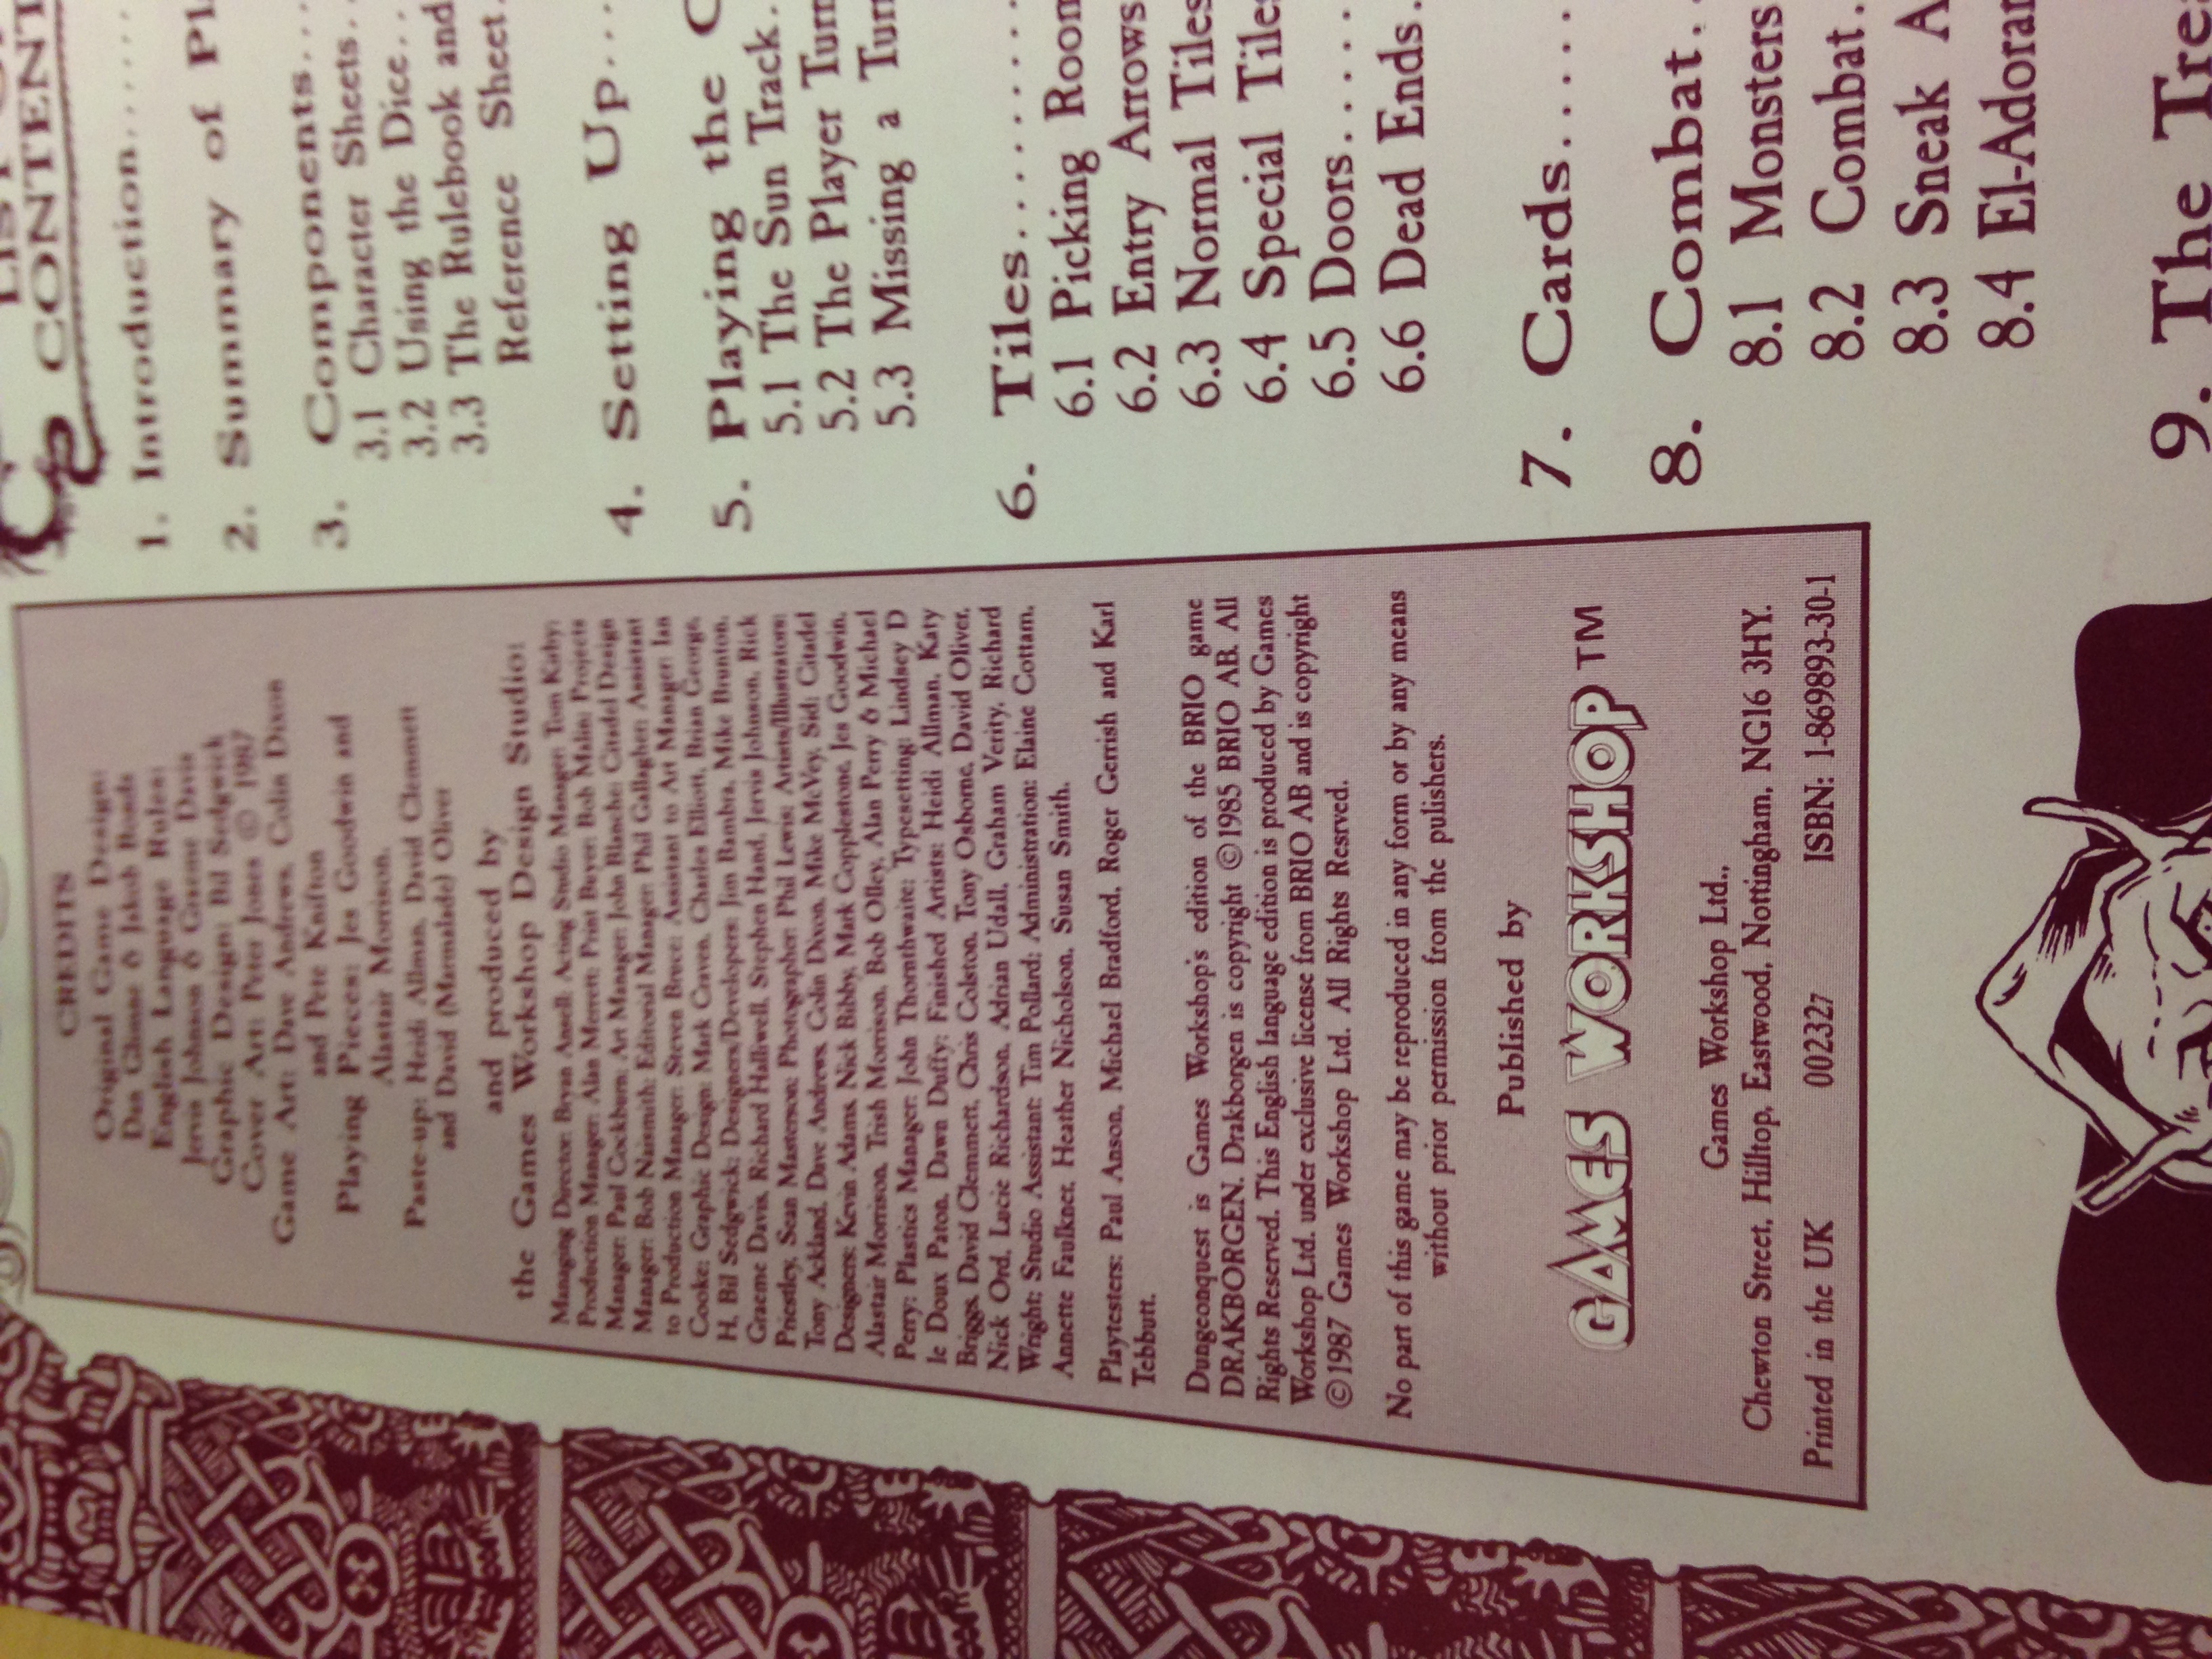 CREDITS
Original Game Design:
Dan Glimne & Jakob Bonds
English Language Rules:
Jervis Johnson & Graeme Davis
Graphic Design: Bil Sedgwick
Cover Art: Peter Jones © 1987
Game Art: Dave Andrews, Colin Dixon
and Pete Knifton
Playing Pieces: Jes Goodwin and
Alastair Morrison.
Paste-up: Heidi Allman, David Clemmett
and David (Marmalade) Oliver
and produced by
the Games Workshop Design Studio:
Managing Director: Bryan Ansell; Acting Studio Manager: Tom Kirby;
Production Manager: Alan Merrett; Print Buyer: Bob Malin; Projects
Manager: Paul Cockburn; Art Manager: John Blanche; Citadel Design
Manager: Bob Naismith; Editorial Manager: Phil Gallagher; Assistant
to Production Manager: Steven Bruce; Assistant to Art Manager: Ian
Cooke; Graphic Design: Mark Craven, Charles Elliott, Brian George,
H. Bil Sedgwick; Designers/Developers: Jim Bambra, Mike Brunton,
Graeme Davis, Richard Halliwell, Stephen Hand, Jervis Johnson, Rick
Priestley, Sean Masterson; Photographer: Phil Lewis; Artists/Illustrators:
Tony Ackland, Dave Andrews, Colin Dixon, Mike McVey, Sid; Citadel
Designers: Kevin Adams, Nick Bibby, Mark Copplestone, Jes Goodwin,
Alastair Morrison, Trish Morrison, Bob Olley, Alan Perry & Michael
Perry; Plastics Manager: John Thornthwaite; Typesetting: Lindsey D
le Doux Paton, Dawn Duffy; Finished Artists: Heidi Allman, Katy
Briggs, David Clemmett, Chris Colston, Tony Osborne, David Oliver,
Nick Ord, Lucie Richardson, Adrian Udall, Graham Verity, Richard
Wright; Studio Assistant: Tim Pollard; Administration: Elaine Cottam,
Annette Faulkner, Heather Nicholson, Susan Smith.
Playtesters: Paul Anson, Michael Bradford, Roger Gerrish and Karl
Tebbutt.
Dungeonquest is Games Workshop's edition of the BRIO game
DRAKBORGEN. Drakborgen is copyright ©1985 BRIO AB. All
Rights Reserved. This English language edition is produced by Games
Workshop Ltd. under exclusive license from BRIO AB and is copyright
©1987 Games Workshop Ltd. All Rights Resrved.
No part of this game may be reproduced in any form or by any means
without prior permission from the pulishers.
Published by
GAMES WORKSHOP TM
Games Workshop Ltd.,
Chewton Street, Hilltop, Eastwood, Nottingham, NG16 3HY.
Printed in the UK 002327 ISBN: 1-869893-30-1
CONTENT
1. Introduction......
2. Summary of Pl
3. Components...
3.1 Character Sheets..
3.2 Using the Dice..
3.3 The Rulebook and
Reference Sheet.
4. Setting Up...
5. Playing the
5.1 The Sun Track.
5.2 The Player Turn
5.3 Missing a Turn
6. Tiles.........
6.1 Picking Room
6.2 Entry Arrows
6.3 Normal Tiles
6.4 Special Tiles
6.5 Doors.....
6.6 Dead Ends.
7. Cards.....
8. Combat..
8.1 Monsters
8.2 Combat.
8.3 Sneak A
8.4 El-Adoran
9. The Trea